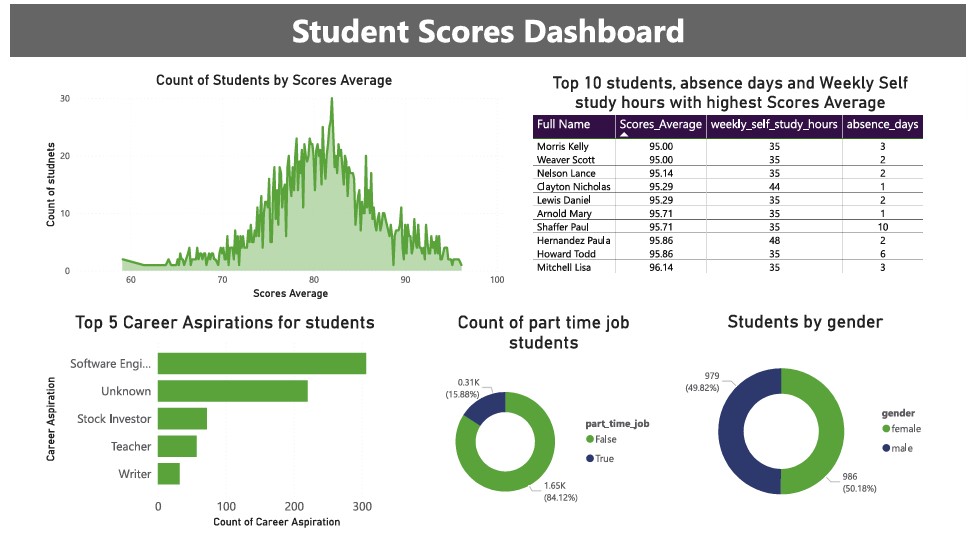 Student Scores Dashboard
Count of Students by Scores Average
Count of studnets
30
20
10
0
60
70
80
90
100
Scores Average
Top 10 students, absence days and Weekly Self
study hours with highest Scores Average
Full Name Scores_Average weekly_self_study_hours absence_days
Morris Kelly 95.00 35 3
Weaver Scott 95.00 35 2
Nelson Lance 95.14 35 2
Clayton Nicholas 95.29 44 1
Lewis Daniel 95.29 35 2
Arnold Mary 95.71 35 1
Shaffer Paul 95.71 35 10
Hernandez Paula 95.86 48 2
Howard Todd 95.86 35 6
Mitchell Lisa 96.14 35 3
Top 5 Career Aspirations for students
Career Aspiration
Software Engi...
Unknown
Stock Investor
Teacher
Writer
0
100
200
300
Count of Career Aspiration
Count of part time job
students
0.31K
(15.88%)
1.65K
(84.12%)
part_time_job
False
True
Students by gender
979
(49.82%)
986
(50.18%)
gender
female
male